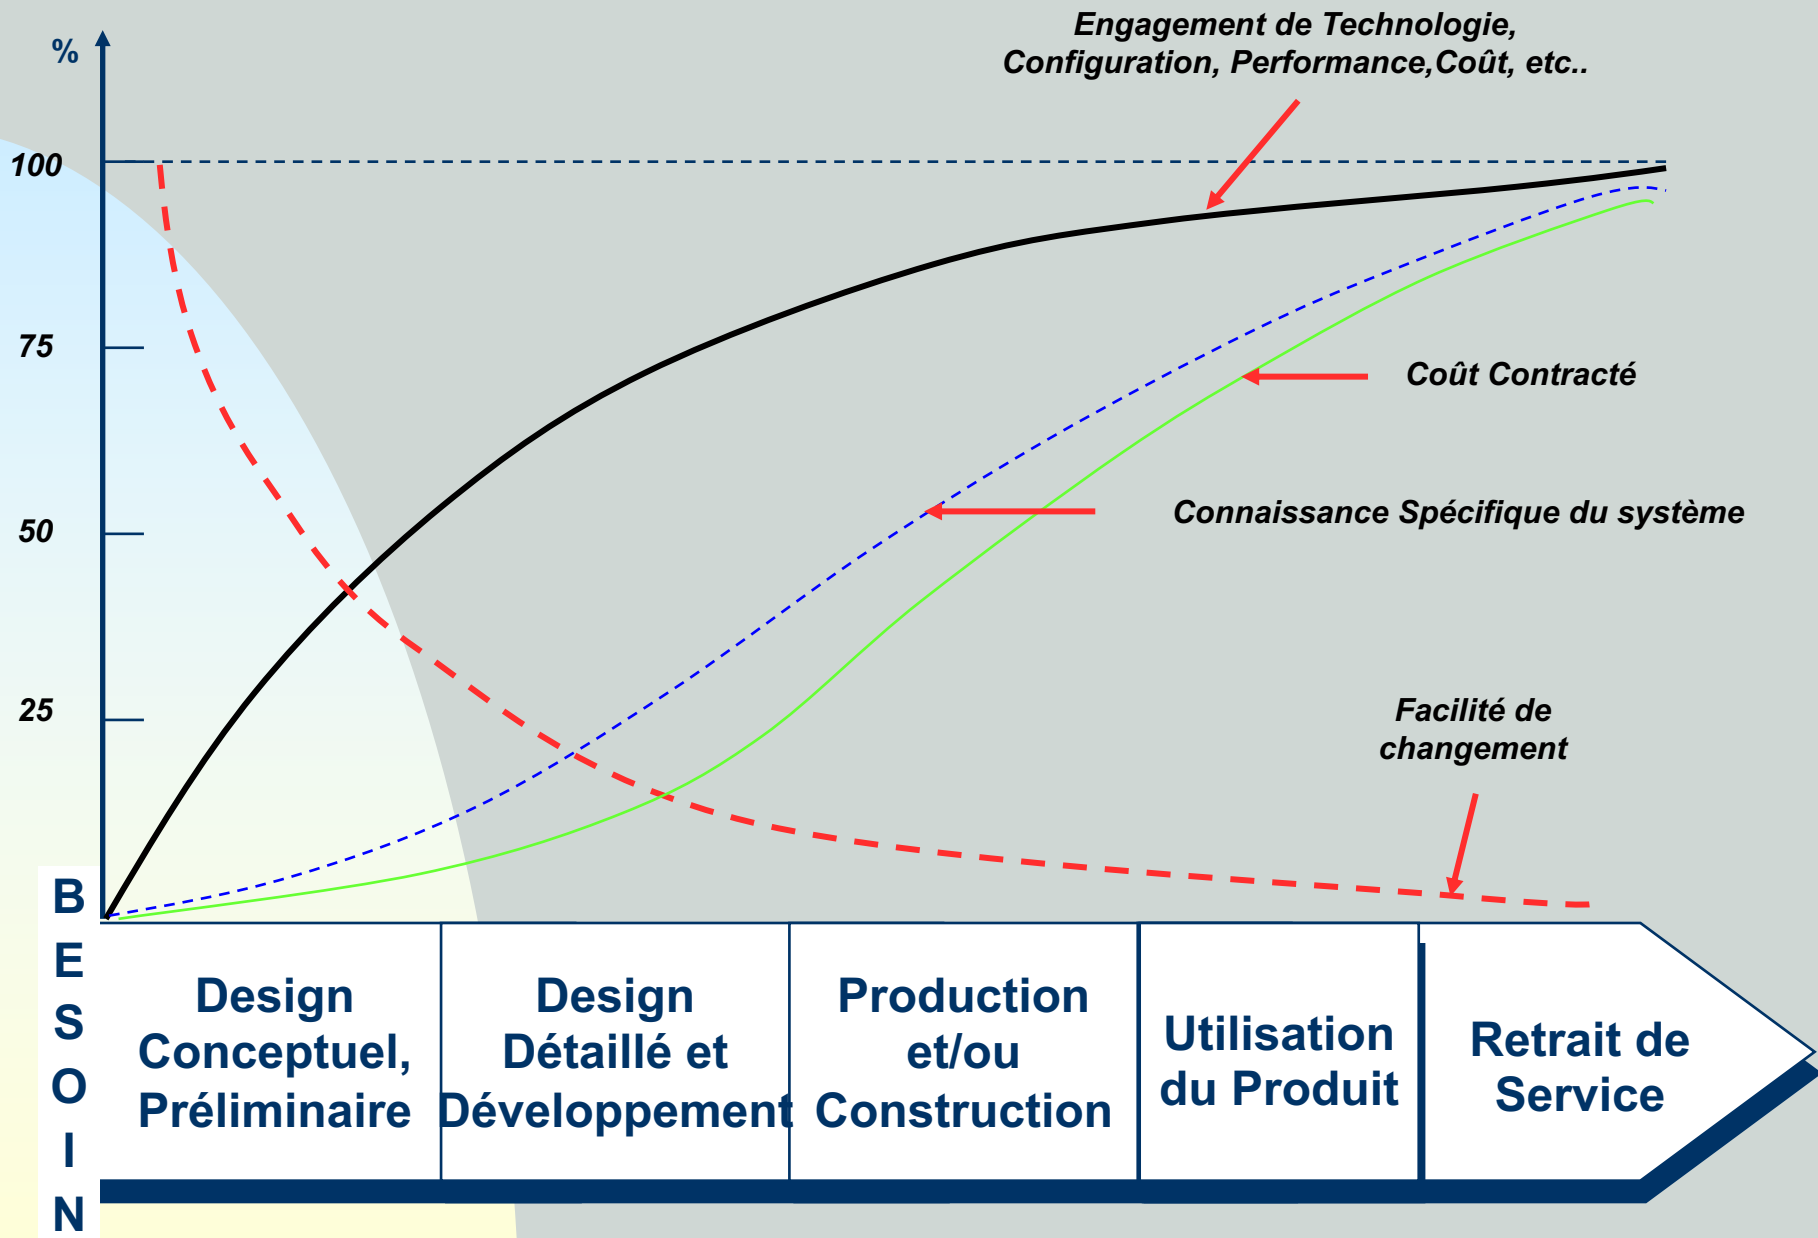 Engagement de Technologie,
Configuration, Performance,Coût, etc..
%
100
75
50
25
Coût Contracté
Connaissance Spécifique du système
Facilité de
changement
B
E
S
O
I
N
Design
Conceptuel,
Préliminaire
Design
Détaillé et
Développement
Production
et/ou
Construction
Utilisation
du Produit
Retrait de
Service